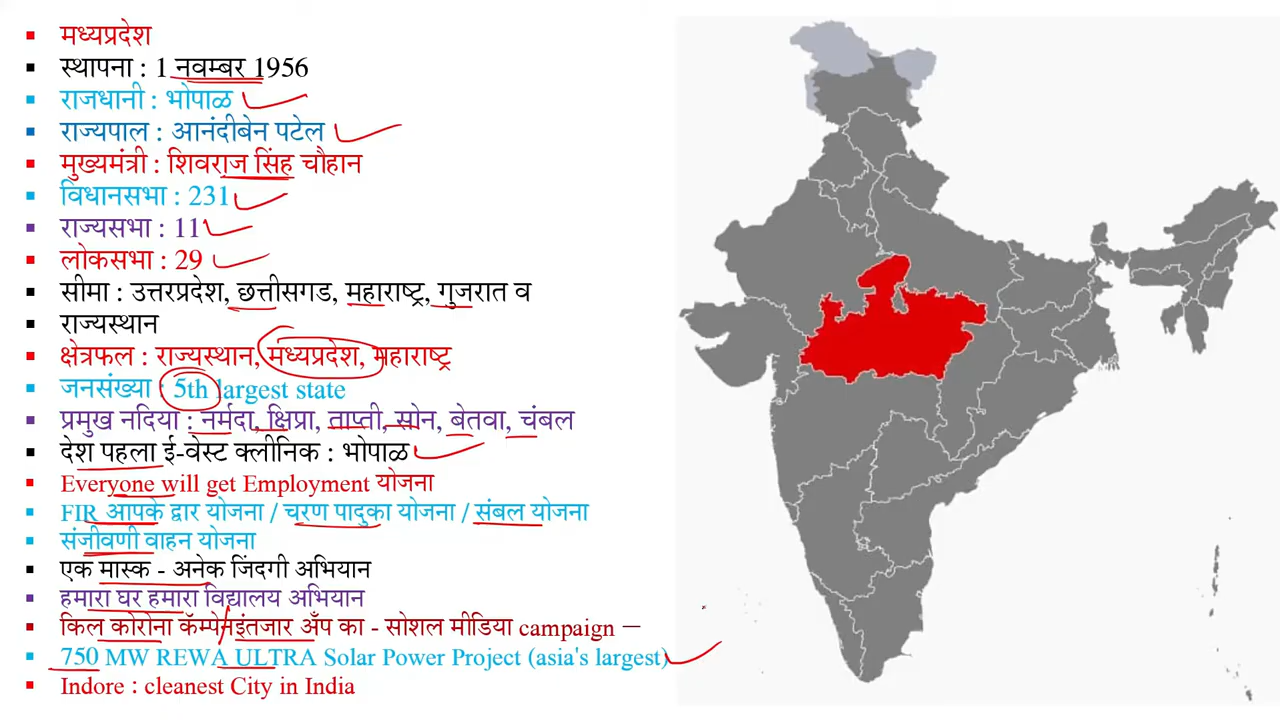 मध्यप्रदेश
स्थापना : 1 नवम्बर 1956
राजधानी : भोपाळ
राज्यपाल : आनंदीबेन पटेल
मुख्यमंत्री : शिवराज सिंह चौहान
विधानसभा : 231
राज्यसभा : 11
लोकसभा : 29
सीमा : उत्तरप्रदेश, छत्तीसगड, महाराष्ट्र, गुजरात व
राज्यस्थान
क्षेत्रफल : राज्यस्थान, मध्यप्रदेश, महाराष्ट्र
जनसंख्या : 5th largest state
प्रमुख नदिया : नर्मदा, क्षिप्रा, ताप्ती, सोन, बेतवा, चंबल
देश पहला ई-वेस्ट क्लीनिक : भोपाळ
Everyone will get Employment योजना
FIR आपके द्वार योजना / चरण पादुका योजना / संबल योजना
संजीवणी वाहन योजना
एक मास्क - अनेक जिंदगी अभियान
हमारा घर हमारा विद्यालय अभियान
किल कोरोना कॅम्पेन इंतजार अँप का - सोशल मीडिया campaign
750 MW REWA ULTRA Solar Power Project (asia's largest)
Indore : cleanest City in India